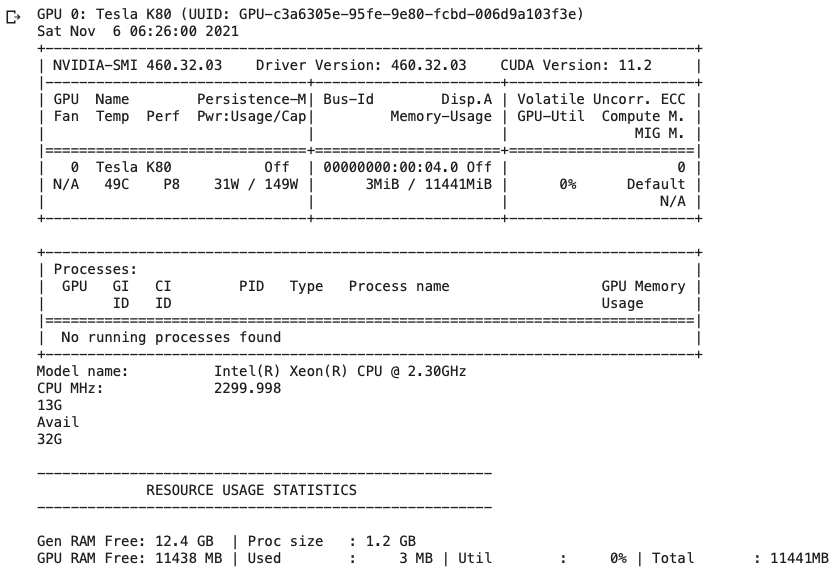 GPU 0: Tesla K80 (UUID: GPU-c3a6305e-95fe-9e80-fcbd-006d9a103f3e)
Sat Nov  6 06:26:00 2021
+-----------------------------------------------------------------------------+
| NVIDIA-SMI 460.32.03    Driver Version: 460.32.03    CUDA Version: 11.2     |
|-------------------------------+----------------------+----------------------+
| GPU  Name        Persistence-M| Bus-Id        Disp.A | Volatile Uncorr. ECC |
| Fan  Temp  Perf  Pwr:Usage/Cap|         Memory-Usage | GPU-Util  Compute M. |
|                               |                      |               MIG M. |
|===============================+======================+======================|
|   0  Tesla K80           Off  | 00000000:00:04.0 Off |                    0 |
| N/A   49C    P8    31W / 149W |      3MiB / 11441MiB |      0%      Default |
|                               |                      |                  N/A |
+-------------------------------+----------------------+----------------------+

+-----------------------------------------------------------------------------+
| Processes:                                                                  |
|  GPU   GI   CI        PID   Type   Process name                  GPU Memory |
|        ID   ID                                                   Usage      |
|=============================================================================|
|  No running processes found                                                 |
+-----------------------------------------------------------------------------+
Model name:          Intel(R) Xeon(R) CPU @ 2.30GHz
CPU MHz:             2299.998
13G
Avail
32G

------------------------------------------------------
             RESOURCE USAGE STATISTICS
------------------------------------------------------

Gen RAM Free: 12.4 GB  | Proc size   : 1.2 GB
GPU RAM Free: 11438 MB | Used        :     3 MB | Util        :     0% | Total       : 11441MB